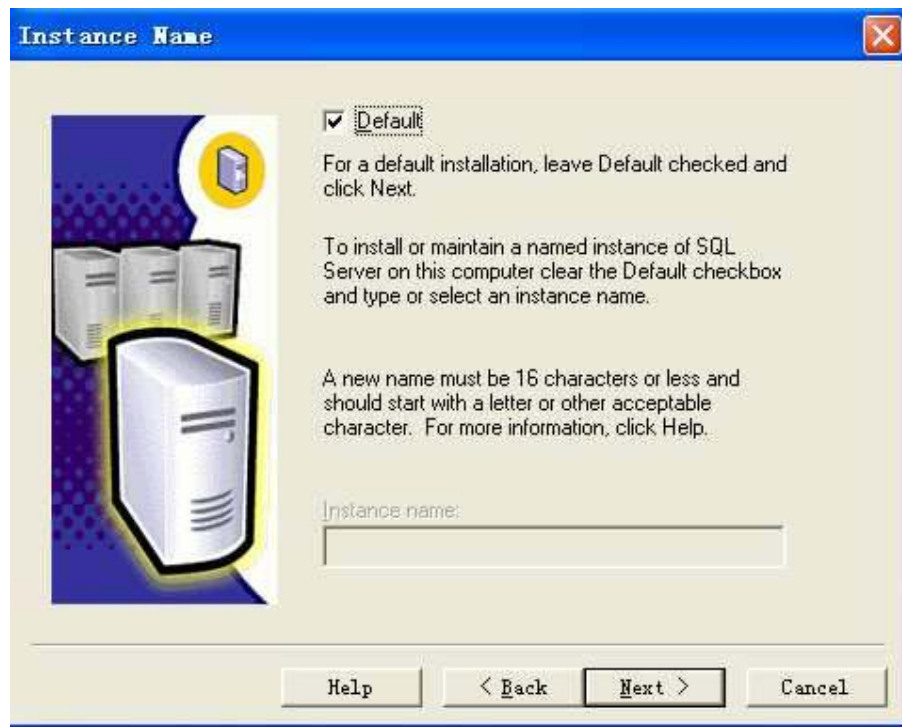 Instance Name
Default
For a default installation, leave Default checked and
click Next.
To install or maintain a named instance of SQL
Server on this computer clear the Default checkbox
and type or select an instance name.
A new name must be 16 characters or less and
should start with a letter or other acceptable
character. For more information, click Help.
Instance name:
Help < Back Next > Cancel